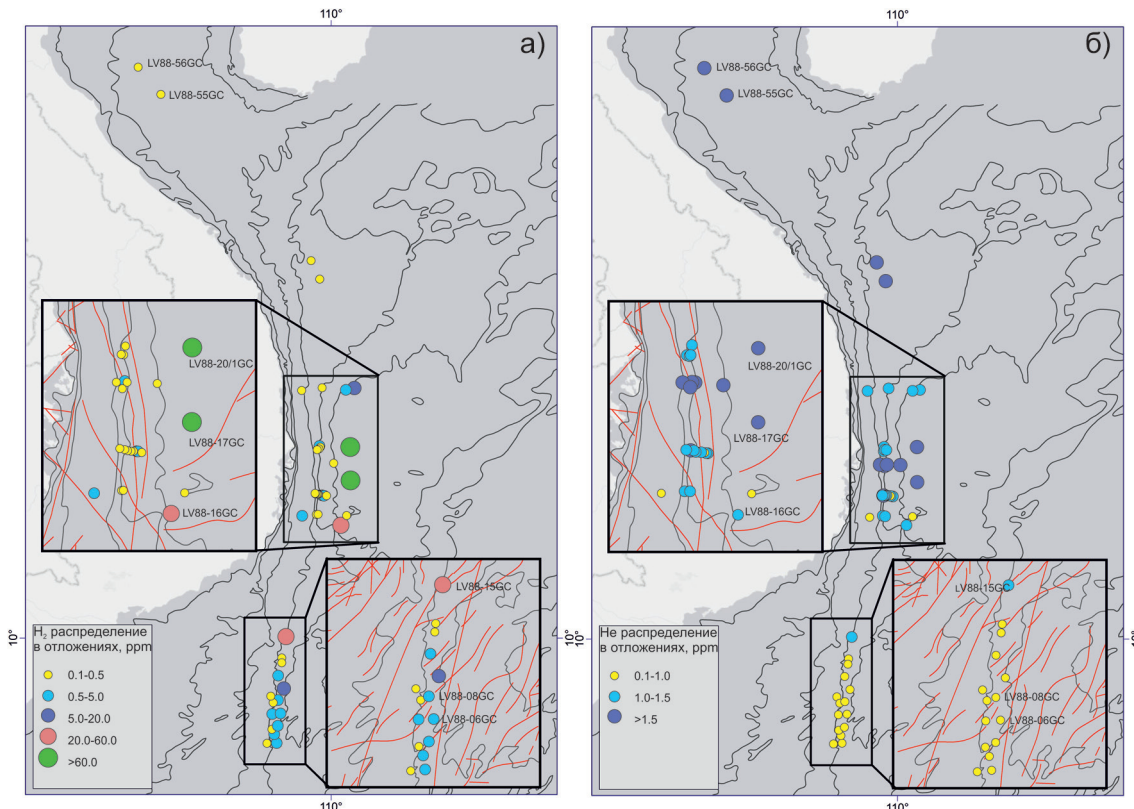 110°
а)
LV88-56GC
LV88-55GC
LV88-20/1GC
LV88-17GC
LV88-16GC
LV88-15GC
LV88-08GC
LV88-06GC
10°
10°
H₂ распределение
в отложениях, ppm
0.1-0.5
0.5-5.0
5.0-20.0
20.0-60.0
>60.0
110°
110°
б)
LV88-56GC
LV88-55GC
LV88-20/1GC
LV88-17GC
LV88-16GC
LV88-15GC
LV88-08GC
LV88-06GC
10°
10°
He распределение
в отложениях, ppm
0.1-1.0
1.0-1.5
>1.5
110°